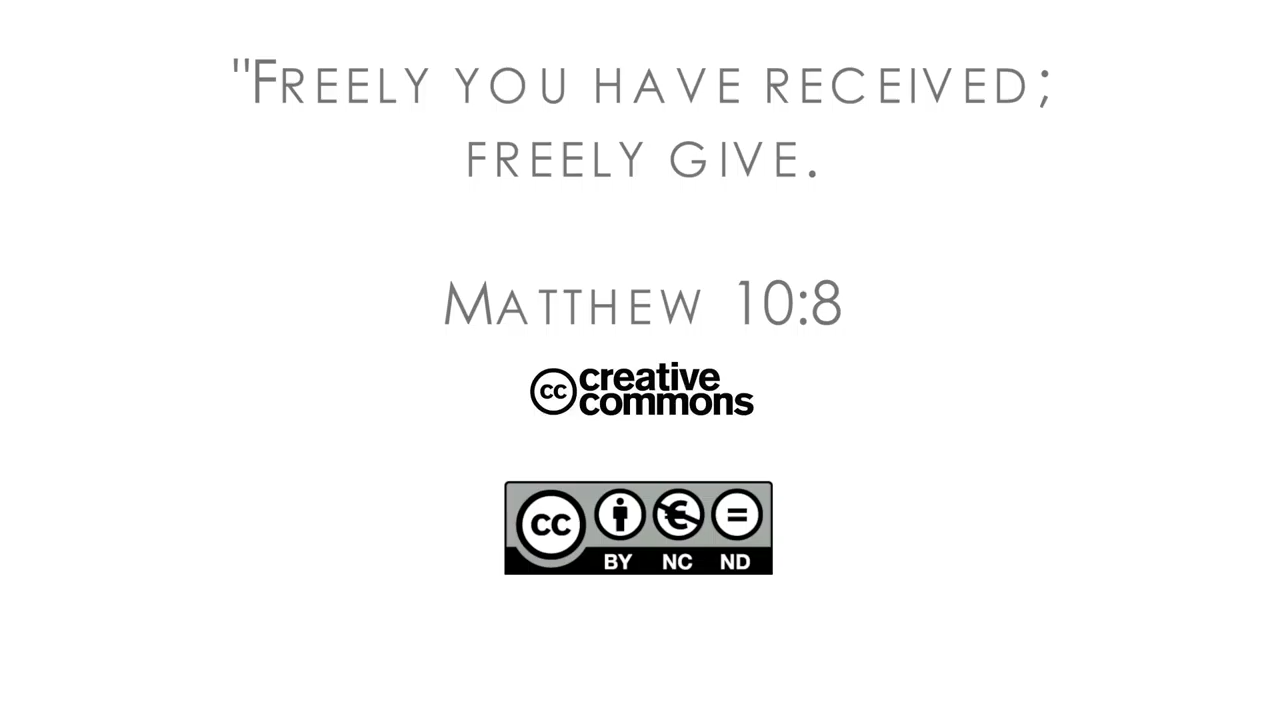 "FREELY YOU HAVE RECEIVED;
FREELY GIVE.
MATTHEW 10:8
cc creative
commons
cc BY NC ND